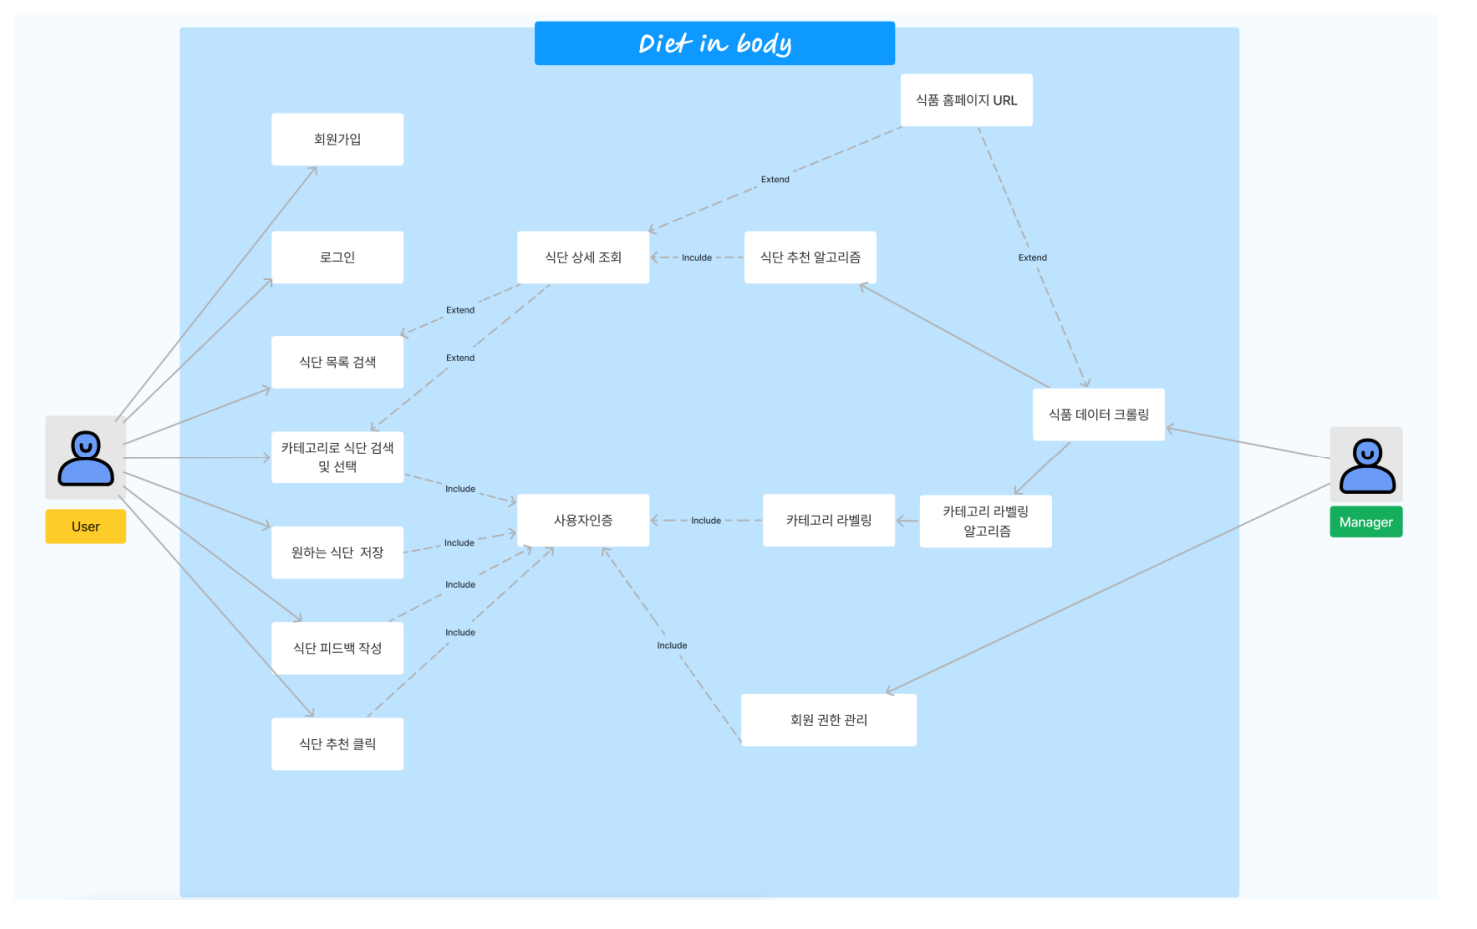 Diet in body
식품 홈페이지 URL
회원가입
Extend
로그인
식단 상세 조회
Inculde
식단 추천 알고리즘
Extend
Extend
식단 목록 검색
Extend
식품 데이터 크롤링
카테고리로 식단 검색
및 선택
Include
사용자인증
Include
카테고리 라벨링
카테고리 라벨링
알고리즘
User
Manager
원하는 식단 저장
Include
Include
식단 피드백 작성
Include
Include
회원 권한 관리
식단 추천 클릭